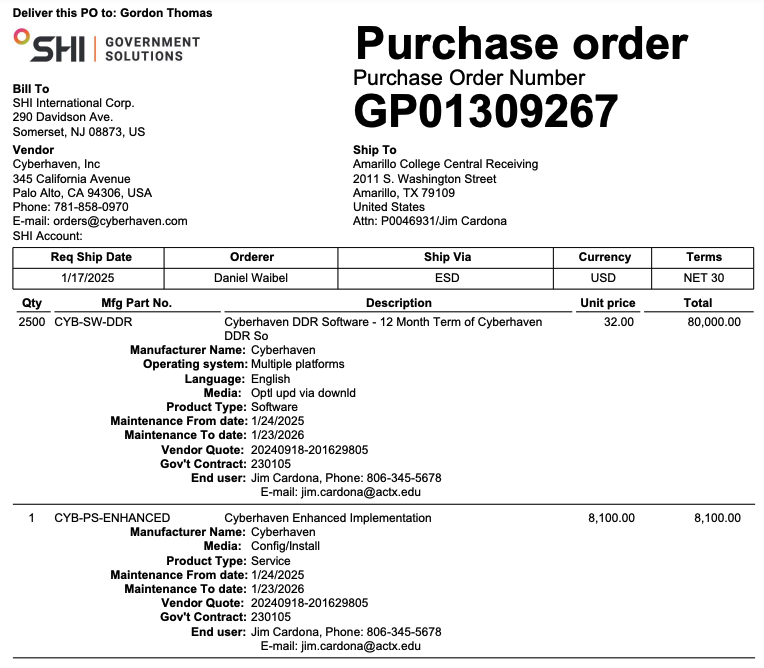 Deliver this PO to: Gordon Thomas
SHI | GOVERNMENT SOLUTIONS
Purchase order
Purchase Order Number
GP01309267
Bill To
SHI International Corp.
290 Davidson Ave.
Somerset, NJ 08873, US
Vendor
Cyberhaven, Inc
345 California Avenue
Palo Alto, CA 94306, USA
Phone: 781-858-0970
E-mail: orders@cyberhaven.com
SHI Account:
Ship To
Amarillo College Central Receiving
2011 S. Washington Street
Amarillo, TX 79109
United States
Attn: P0046931/Jim Cardona
Req Ship Date Orderer Ship Via Currency Terms
1/17/2025 Daniel Waibel ESD USD NET 30
Qty Mfg Part No. Description Unit price Total
2500 CYB-SW-DDR Cyberhaven DDR Software - 12 Month Term of Cyberhaven 32.00 80,000.00
DDR So
Manufacturer Name: Cyberhaven
Operating system: Multiple platforms
Language: English
Media: Optl upd via downld
Product Type: Software
Maintenance From date: 1/24/2025
Maintenance To date: 1/23/2026
Vendor Quote: 20240918-201629805
Gov't Contract: 230105
End user: Jim Cardona, Phone: 806-345-5678
E-mail: jim.cardona@actx.edu
1 CYB-PS-ENHANCED Cyberhaven Enhanced Implementation 8,100.00 8,100.00
Manufacturer Name: Cyberhaven
Media: Config/Install
Product Type: Service
Maintenance From date: 1/24/2025
Maintenance To date: 1/23/2026
Vendor Quote: 20240918-201629805
Gov't Contract: 230105
End user: Jim Cardona, Phone: 806-345-5678
E-mail: jim.cardona@actx.edu